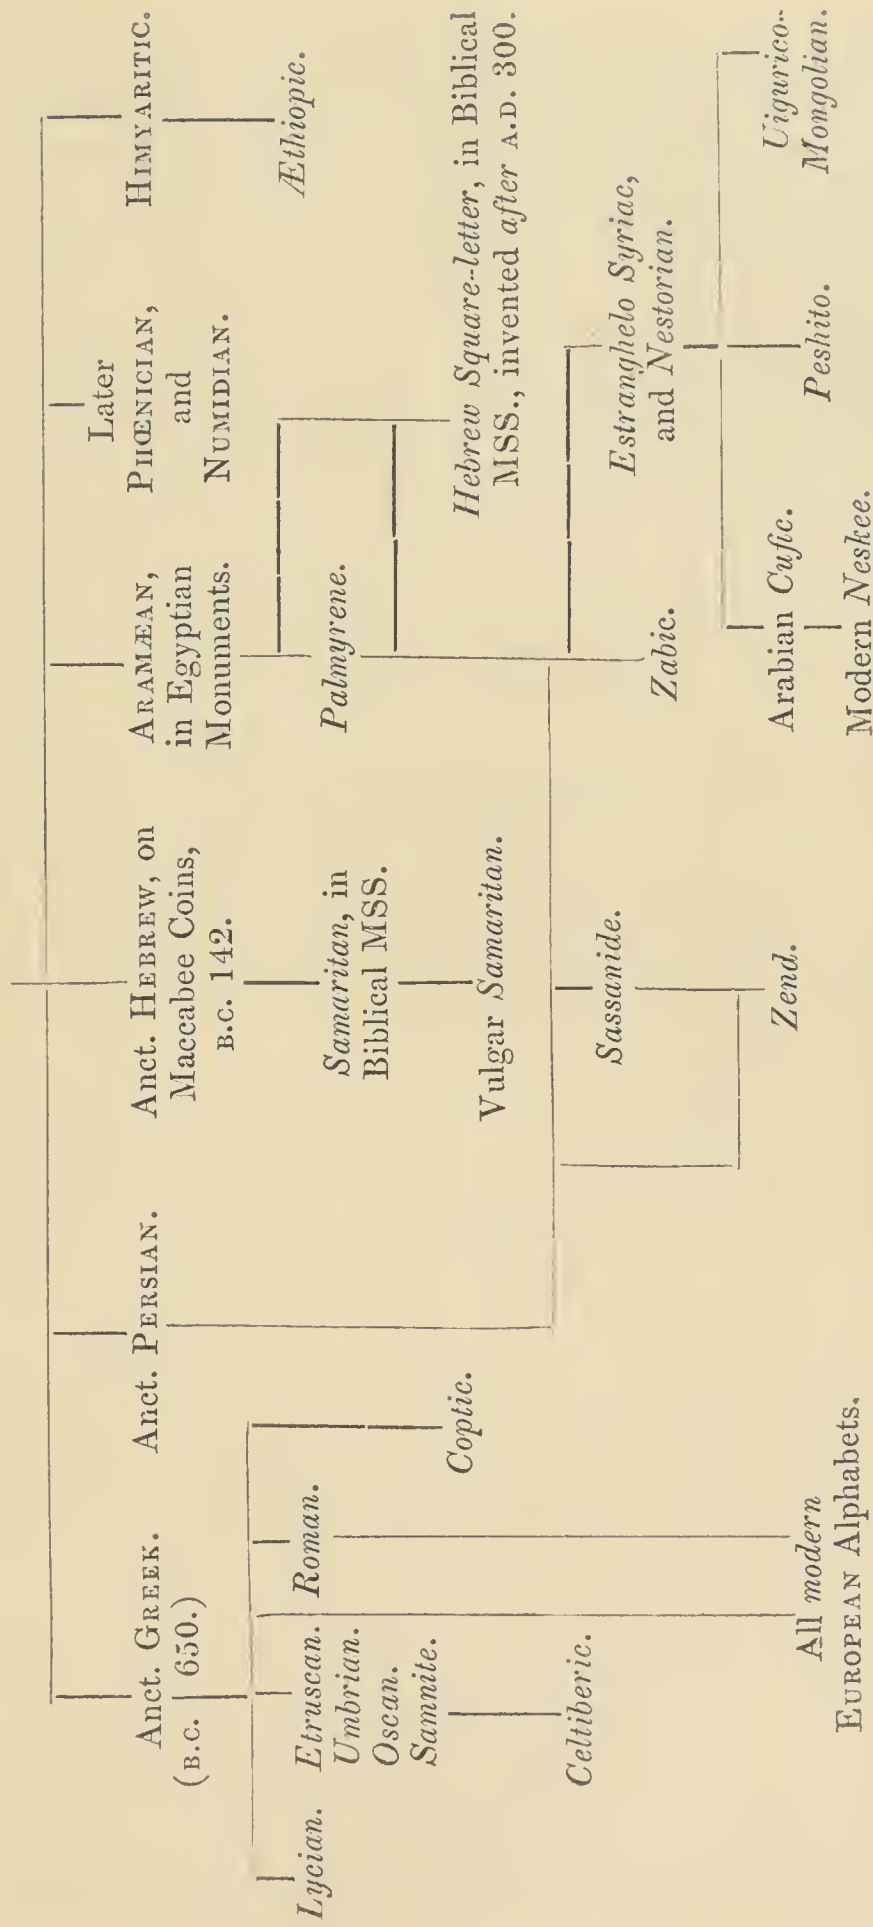 Anct. GREEK.
(B.C. 650.)
Lycian.
Etruscan.
Umbrian.
Oscan.
Samnite.
Celtiberic.
Roman.
All modern
EUROPEAN Alphabets.
Coptic.
Anct. PERSIAN.
Anct. HEBREW, on
Maccabee Coins,
B.C. 142.
Samaritan, in
Biblical MSS.
Vulgar Samaritan.
Sassanide.
Zend.
ARAMÆAN,
in Egyptian
Monuments.
Palmyrene.
Zabic.
Later
PHŒNICIAN,
and
NUMIDIAN.
Hebrew Square-letter, in Biblical
MSS., invented after A.D. 300.
Estranghelo Syriac,
and Nestorian.
Arabian Cufic.
Modern Neskee.
Peshito.
Uigurico-
Mongolian.
HIMYARITIC.
Æthiopic.